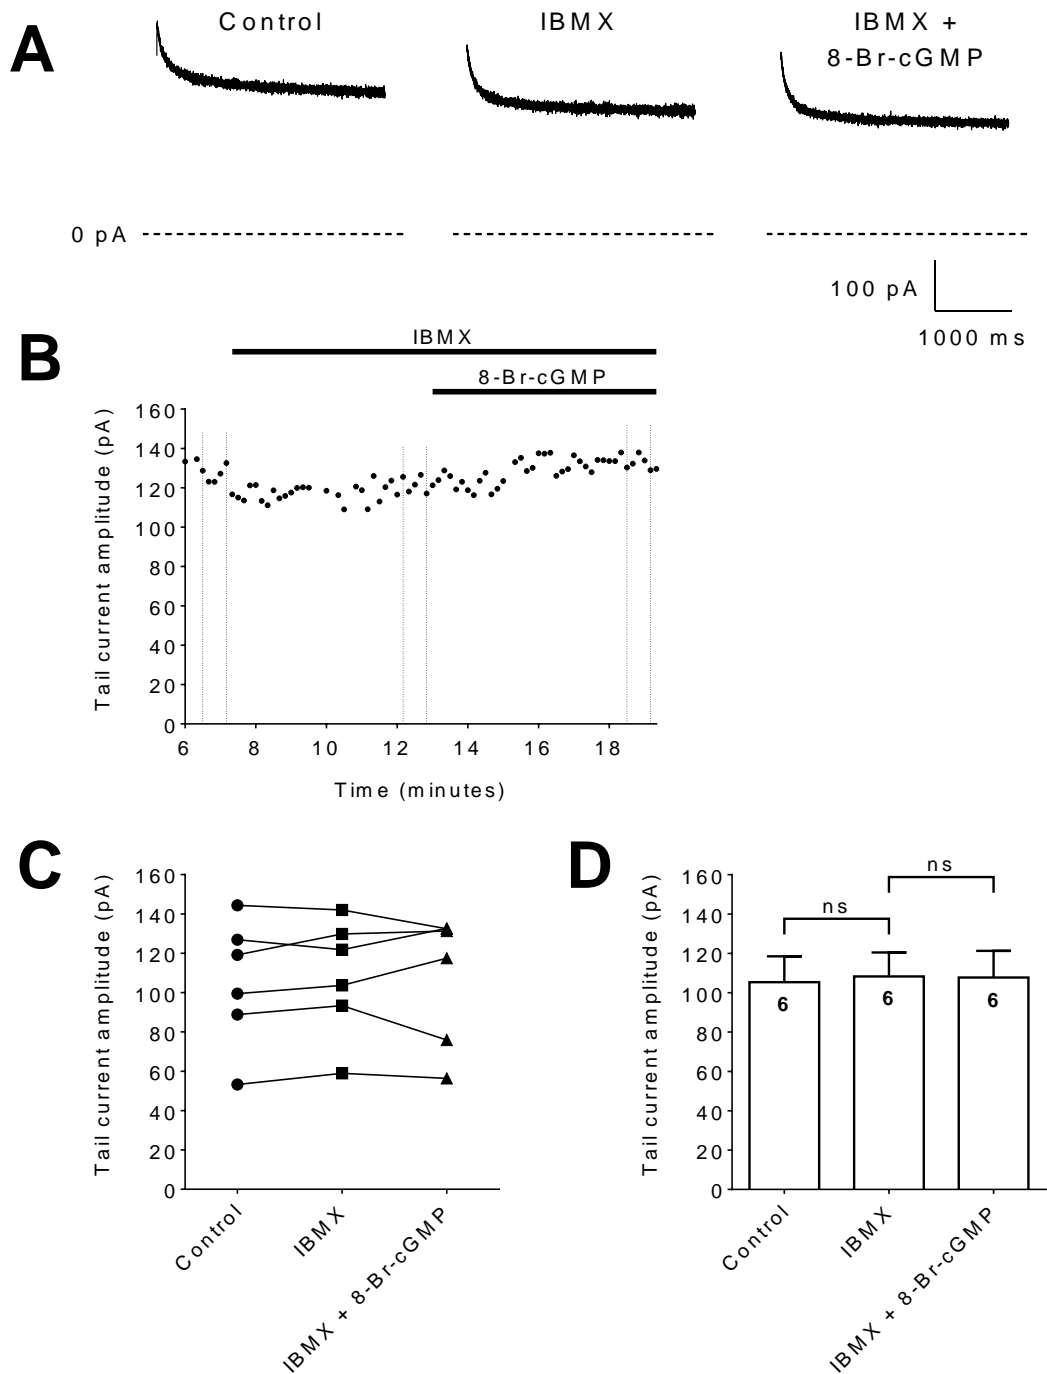 A
Control
IBMX
IBMX +
8-Br-cGMP
0 pA
100 pA
1000 ms
B
IBMX
8-Br-cGMP
Tail current amplitude (pA)
160
140
120
100
80
60
40
20
0
6
8
10
12
14
16
18
Time (minutes)
C
Tail current amplitude (pA)
160
140
120
100
80
60
40
20
0
Control
IBMX
IBMX + 8-Br-cGMP
D
Tail current amplitude (pA)
160
140
120
100
80
60
40
20
0
ns
ns
6
6
6
Control
IBMX
IBMX + 8-Br-cGMP